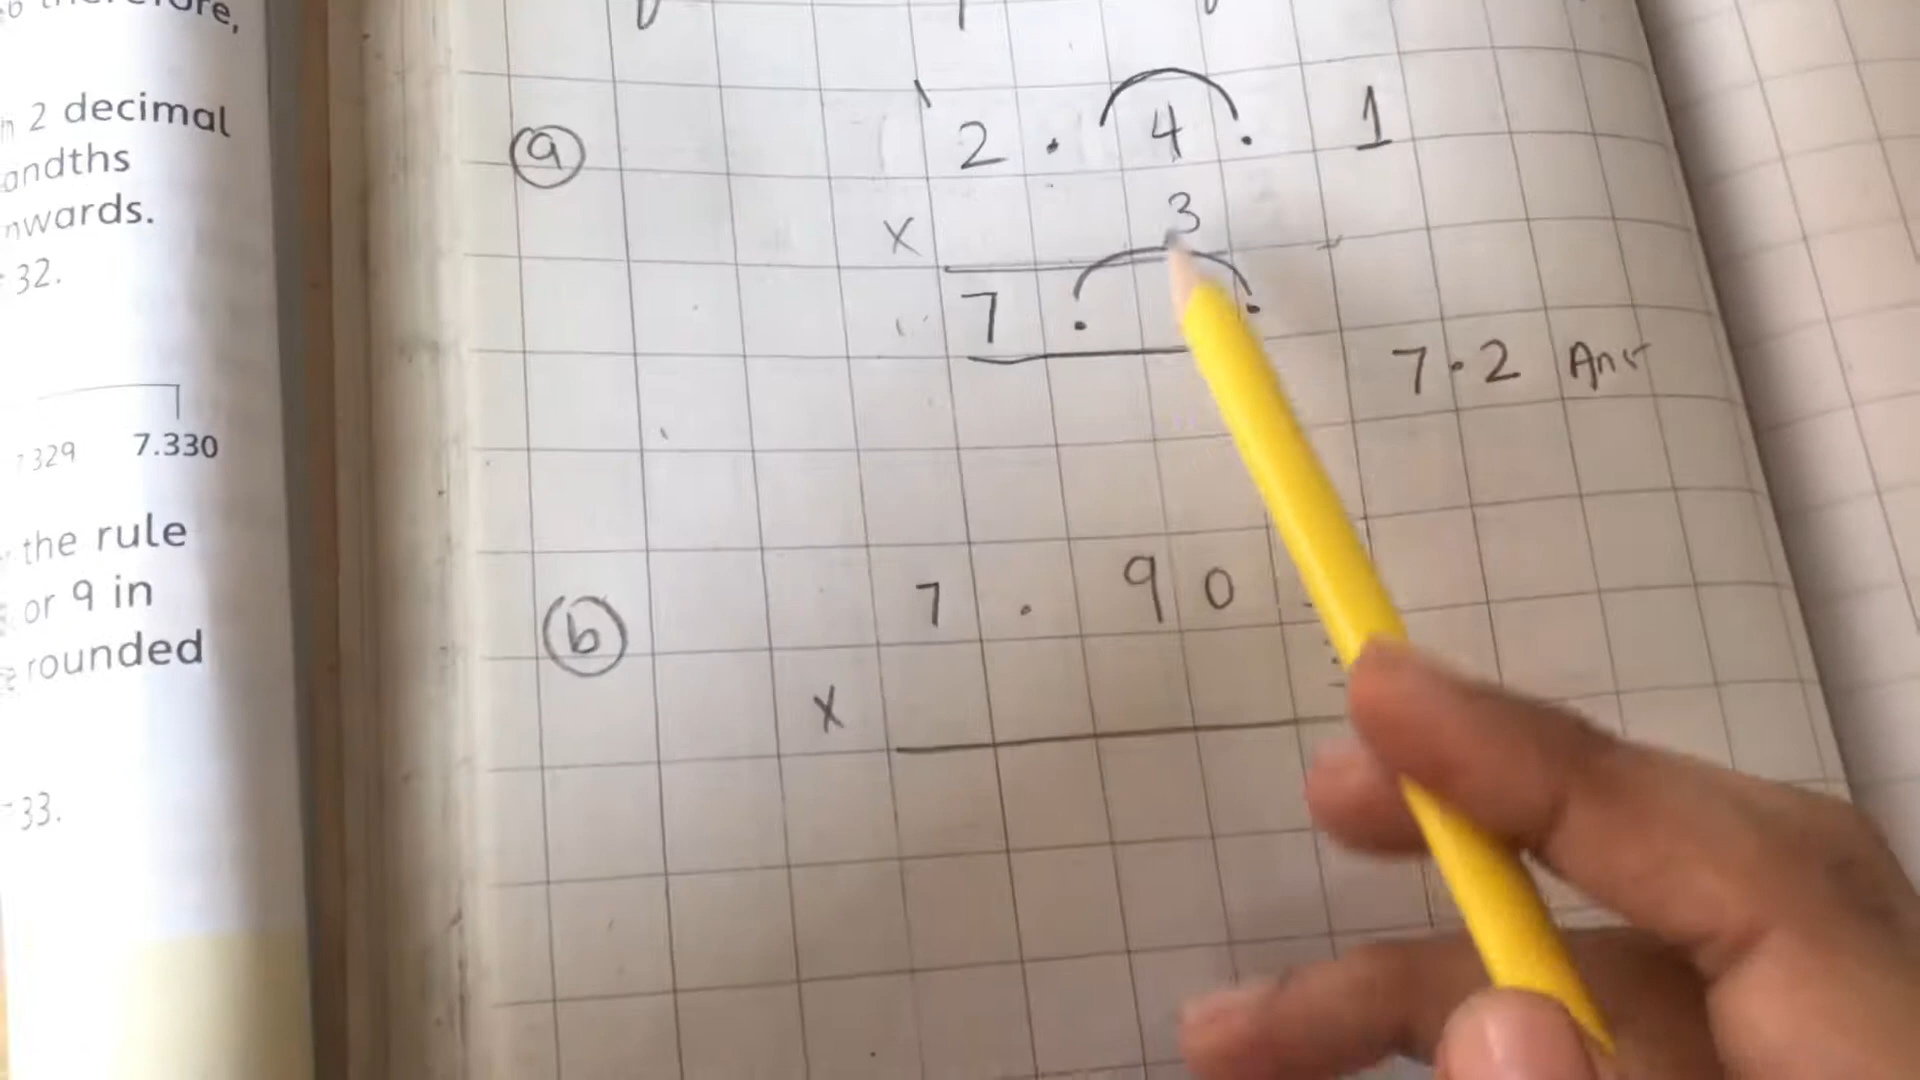 2 decimal
andths
nwards.
32.
329 7.330
the rule
or 9 in
rounded
33.
a 2 . 4 . 1
x 3
7 . .
7.2 Ans
b 7 . 9 0
x